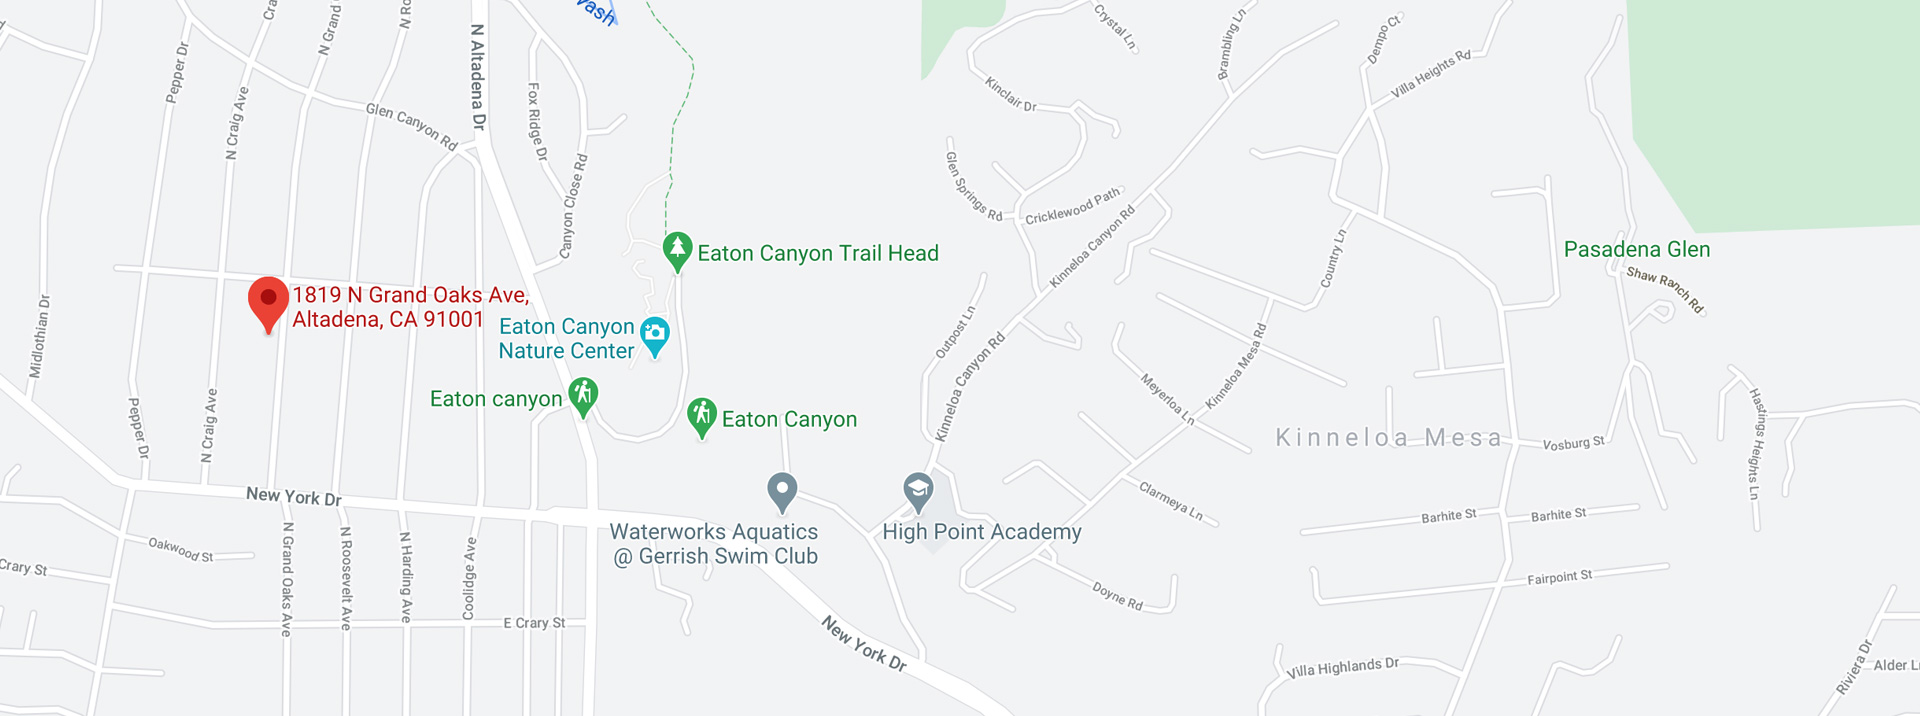 wash
N Altadena Dr
Pepper Dr
N Craig Ave
N Grand
Glen Canyon Rd
Fox Ridge Dr
Canyon Close Rd
Crystal Ln
Kinclair Dr
Brambling Ln
Dempo Ct
Villa Heights Rd
Glen Springs Rd
Cricklewood Path
Kinneloa Canyon Rd
Country Ln
Eaton Canyon Trail Head
Pasadena Glen
Shaw Ranch Rd
1819 N Grand Oaks Ave,
Altadena, CA 91001
Eaton Canyon
Nature Center
Midlothian Dr
Outpost Ln
Kinneloa Canyon Rd
Kinneloa Mesa Rd
Meyerloa Ln
Eaton canyon
Eaton Canyon
Pepper Dr
N Craig Ave
Kinneloa Mesa
Vosburg St
Hastings Heights Ln
New York Dr
Clarmeya Ln
Barhite St
Barhite St
Waterworks Aquatics
@ Gerrish Swim Club
High Point Academy
Oakwood St
Crary St
N Grand Oaks Ave
N Roosevelt Ave
N Harding Ave
Coolidge Ave
E Crary St
Doyne Rd
Fairpoint St
New York Dr
Villa Highlands Dr
Riviera Dr
Alder